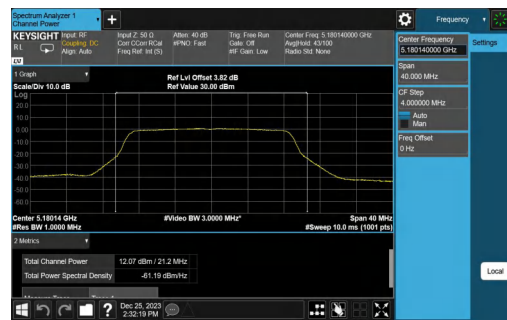 Spectrum Analyzer 1
Channel Power
Frequency
KEYSIGHT
Input: RF
Coupling: DC
Align: Auto
Input Z: 50 Ω
Corr CCorr RCal
Freq Ref: Int (S)
Atten: 40 dB
#PNO: Fast
Trig: Free Run
Gate: Off
#IF Gain: Low
Center Freq: 5.180140000 GHz
Avg|Hold: 43/100
Radio Std: None
R L
LV
Center Frequency
5.180140000 GHz
Settings
Span
40.000 MHz
CF Step
4.000000 MHz
Auto
Man
Freq Offset
0 Hz
Local
1 Graph
Scale/Div 10.0 dB
Ref Lvl Offset 3.82 dB
Ref Value 30.00 dBm
Log
20.0
10.0
0.00
-10.0
-20.0
-30.0
-40.0
-50.0
-60.0
Center 5.18014 GHz
#Video BW 3.0000 MHz*
Span 40 MHz
#Res BW 1.0000 MHz
#Sweep 10.0 ms (1001 pts)
2 Metrics
Total Channel Power 12.07 dBm / 21.2 MHz
Total Power Spectral Density -61.19 dBm/Hz
?
Dec 25, 2023
2:32:19 PM